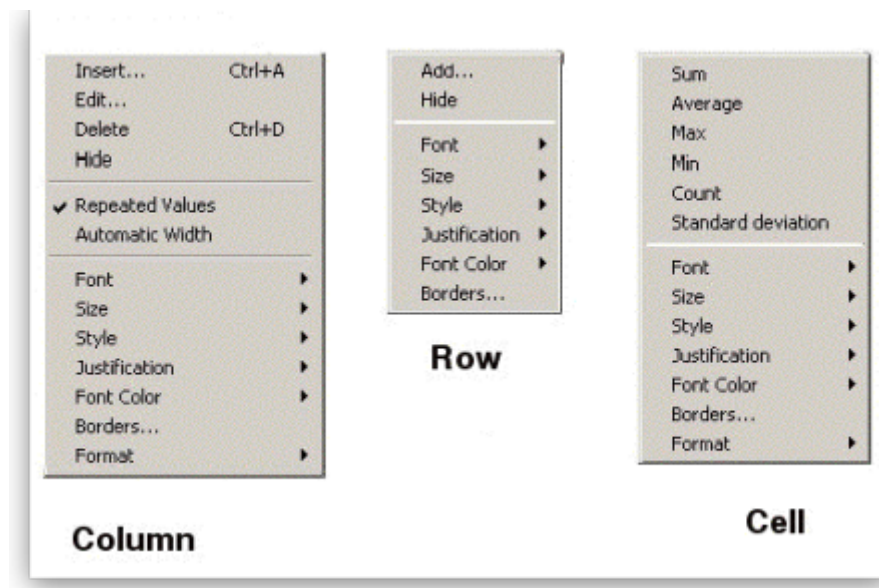 Insert... Ctrl+A
Edit...
Delete Ctrl+D
Hide
Repeated Values
Automatic Width
Font
Size
Style
Justification
Font Color
Borders...
Format
Column
Add...
Hide
Font
Size
Style
Justification
Font Color
Borders...
Row
Sum
Average
Max
Min
Count
Standard deviation
Font
Size
Style
Justification
Font Color
Borders...
Format
Cell